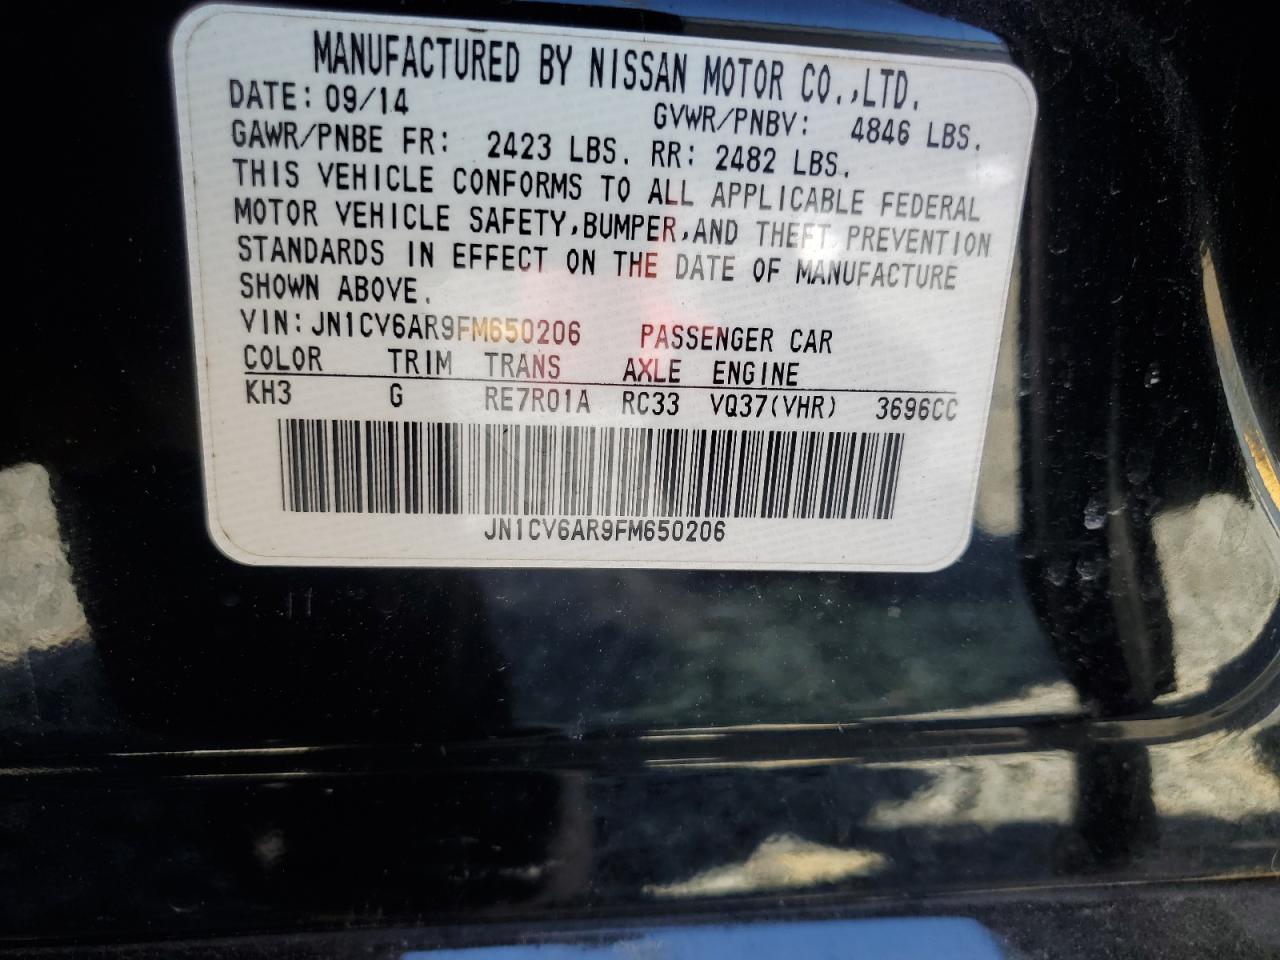 MANUFACTURED BY NISSAN MOTOR CO.,LTD.
DATE: 09/14 GVWR/PNBV: 4846 LBS.
GAWR/PNBE FR: 2423 LBS. RR: 2482 LBS.
THIS VEHICLE CONFORMS TO ALL APPLICABLE FEDERAL
MOTOR VEHICLE SAFETY,BUMPER,AND THEFT PREVENTION
STANDARDS IN EFFECT ON THE DATE OF MANUFACTURE
SHOWN ABOVE.
VIN: JN1CV6AR9FM650206 PASSENGER CAR
COLOR TRIM TRANS AXLE ENGINE
KH3 G RE7R01A RC33 VQ37(VHR) 3696CC
JN1CV6AR9FM650206